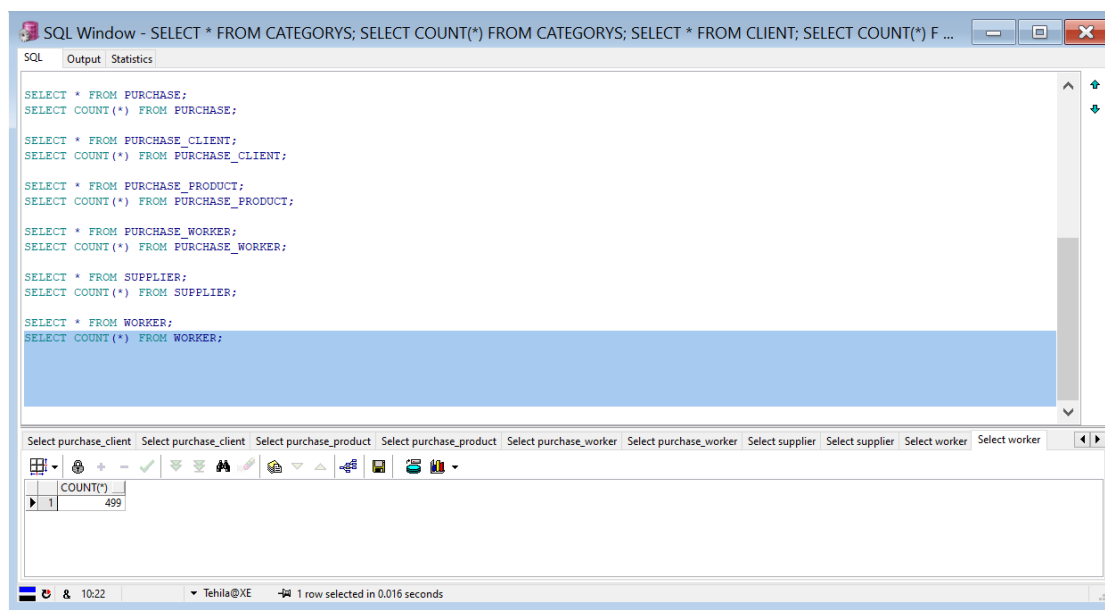 SQL Window - SELECT * FROM CATEGORYS; SELECT COUNT(*) FROM CATEGORYS; SELECT * FROM CLIENT; SELECT COUNT(*) F ...
SQL Output Statistics
SELECT * FROM PURCHASE;
SELECT COUNT(*) FROM PURCHASE;
SELECT * FROM PURCHASE_CLIENT;
SELECT COUNT(*) FROM PURCHASE_CLIENT;
SELECT * FROM PURCHASE_PRODUCT;
SELECT COUNT(*) FROM PURCHASE_PRODUCT;
SELECT * FROM PURCHASE_WORKER;
SELECT COUNT(*) FROM PURCHASE_WORKER;
SELECT * FROM SUPPLIER;
SELECT COUNT(*) FROM SUPPLIER;
SELECT * FROM WORKER;
SELECT COUNT(*) FROM WORKER;
Select purchase_client Select purchase_client Select purchase_product Select purchase_product Select purchase_worker Select purchase_worker Select supplier Select supplier Select worker Select worker
COUNT(*)
1 499
& 10:22 Tehila@XE 1 row selected in 0.016 seconds